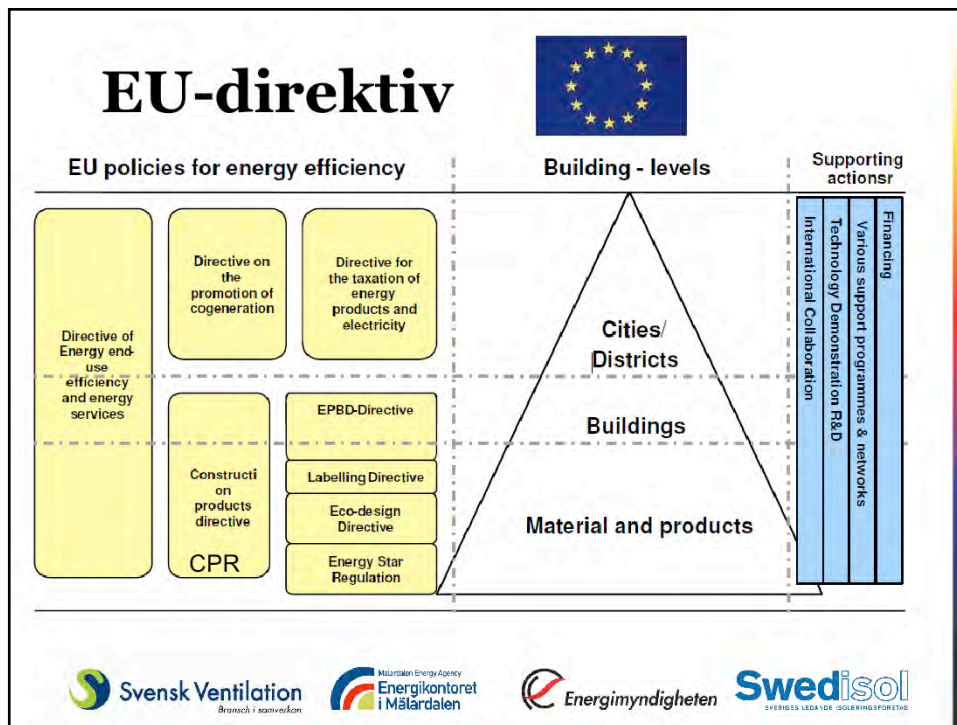 EU-direktiv
EU policies for energy efficiency
Building - levels
Supporting
actionsr
Directive of
Energy end-
use
efficiency
and energy
services
Directive on
the
promotion of
cogeneration
Directive for
the taxation of
energy
products and
electricity
Constructi
on
products
directive
CPR
EPBD-Directive
Labelling Directive
Eco-design
Directive
Energy Star
Regulation
Cities/
Districts
Buildings
Material and products
International Collaboration
Technology Demonstration R&D
Various support programmes & networks
Financing
Svensk Ventilation
Bransch i samverkan
Mälardalen Energy Agency
Energikontoret
i Mälardalen
Energimyndigheten
Swedisol
SVERIGES LEDANDE ISOLERINGSFÖRETAG